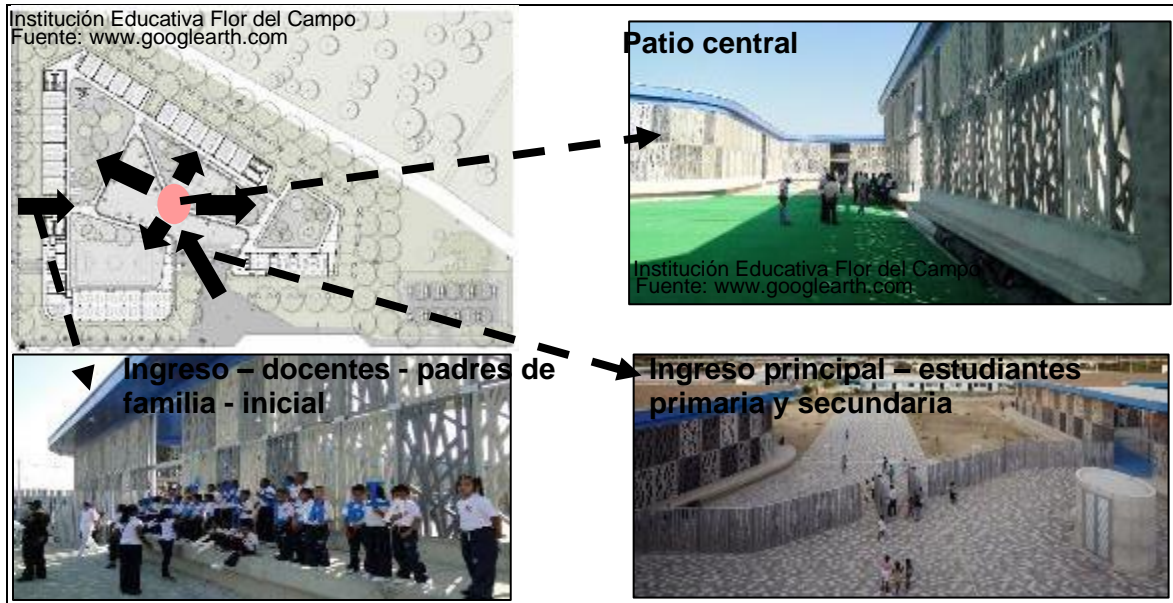 Institución Educativa Flor del Campo
Fuente: www.googlearth.com
Patio central
Institución Educativa Flor del Campo
Fuente: www.googlearth.com
Ingreso – docentes - padres de
familia - inicial
Ingreso principal – estudiantes
primaria y secundaria